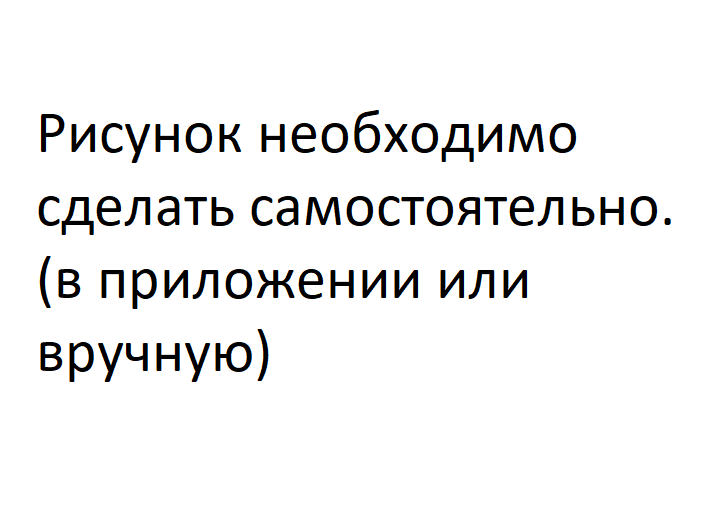 Рисунок необходимо
сделать самостоятельно.
(в приложении или
вручную)